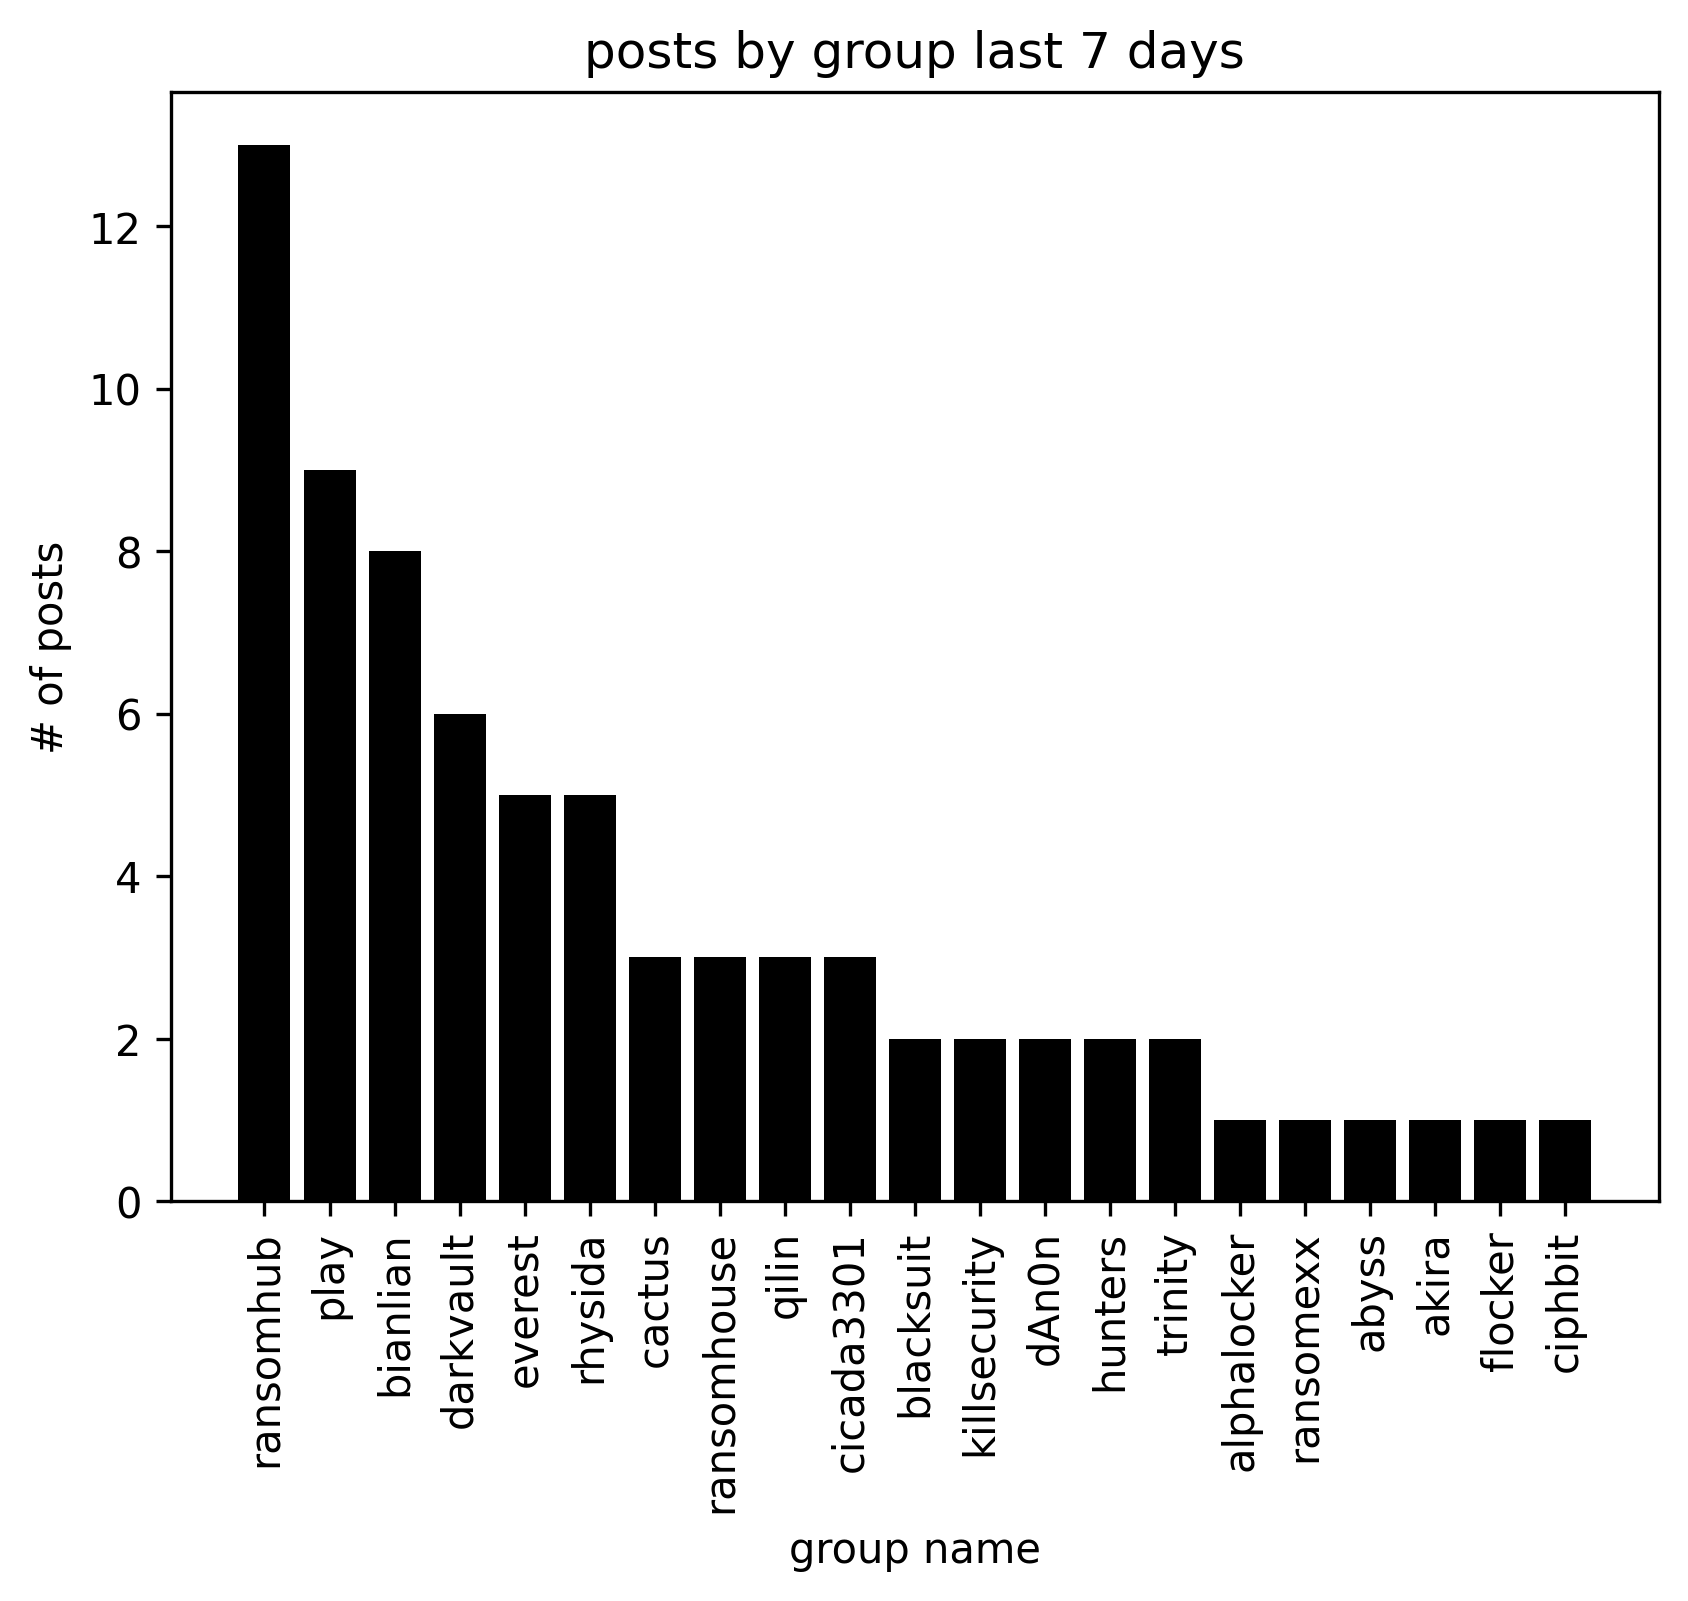 posts by group last 7 days
# of posts
12
10
8
6
4
2
0
ransomhub
play
bianlian
darkvault
everest
rhysida
cactus
ransomhouse
qilin
cicada3301
blacksuit
killsecurity
dAn0n
hunters
trinity
alphalocker
ransomexx
abyss
akira
flocker
ciphbit
group name